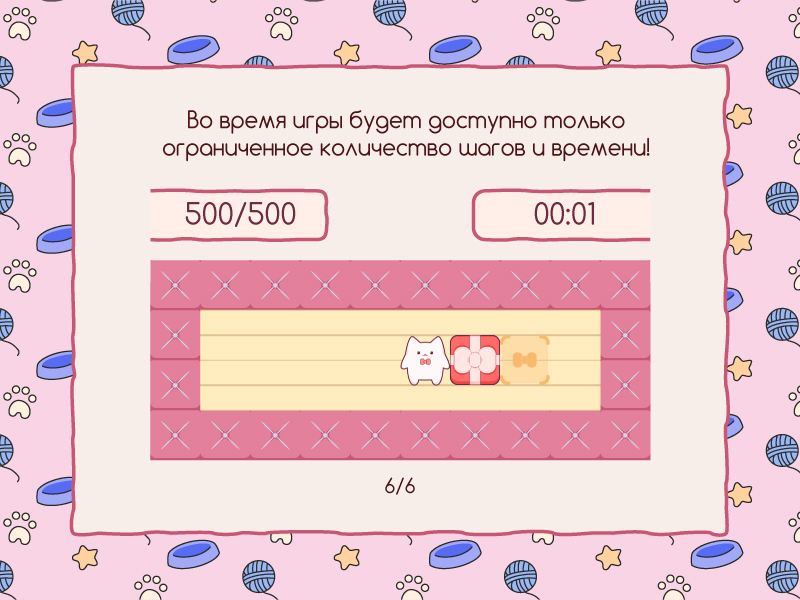 Во время игры будет доступно только
ограниченное количество шагов и времени!
500/500
00:01
6/6